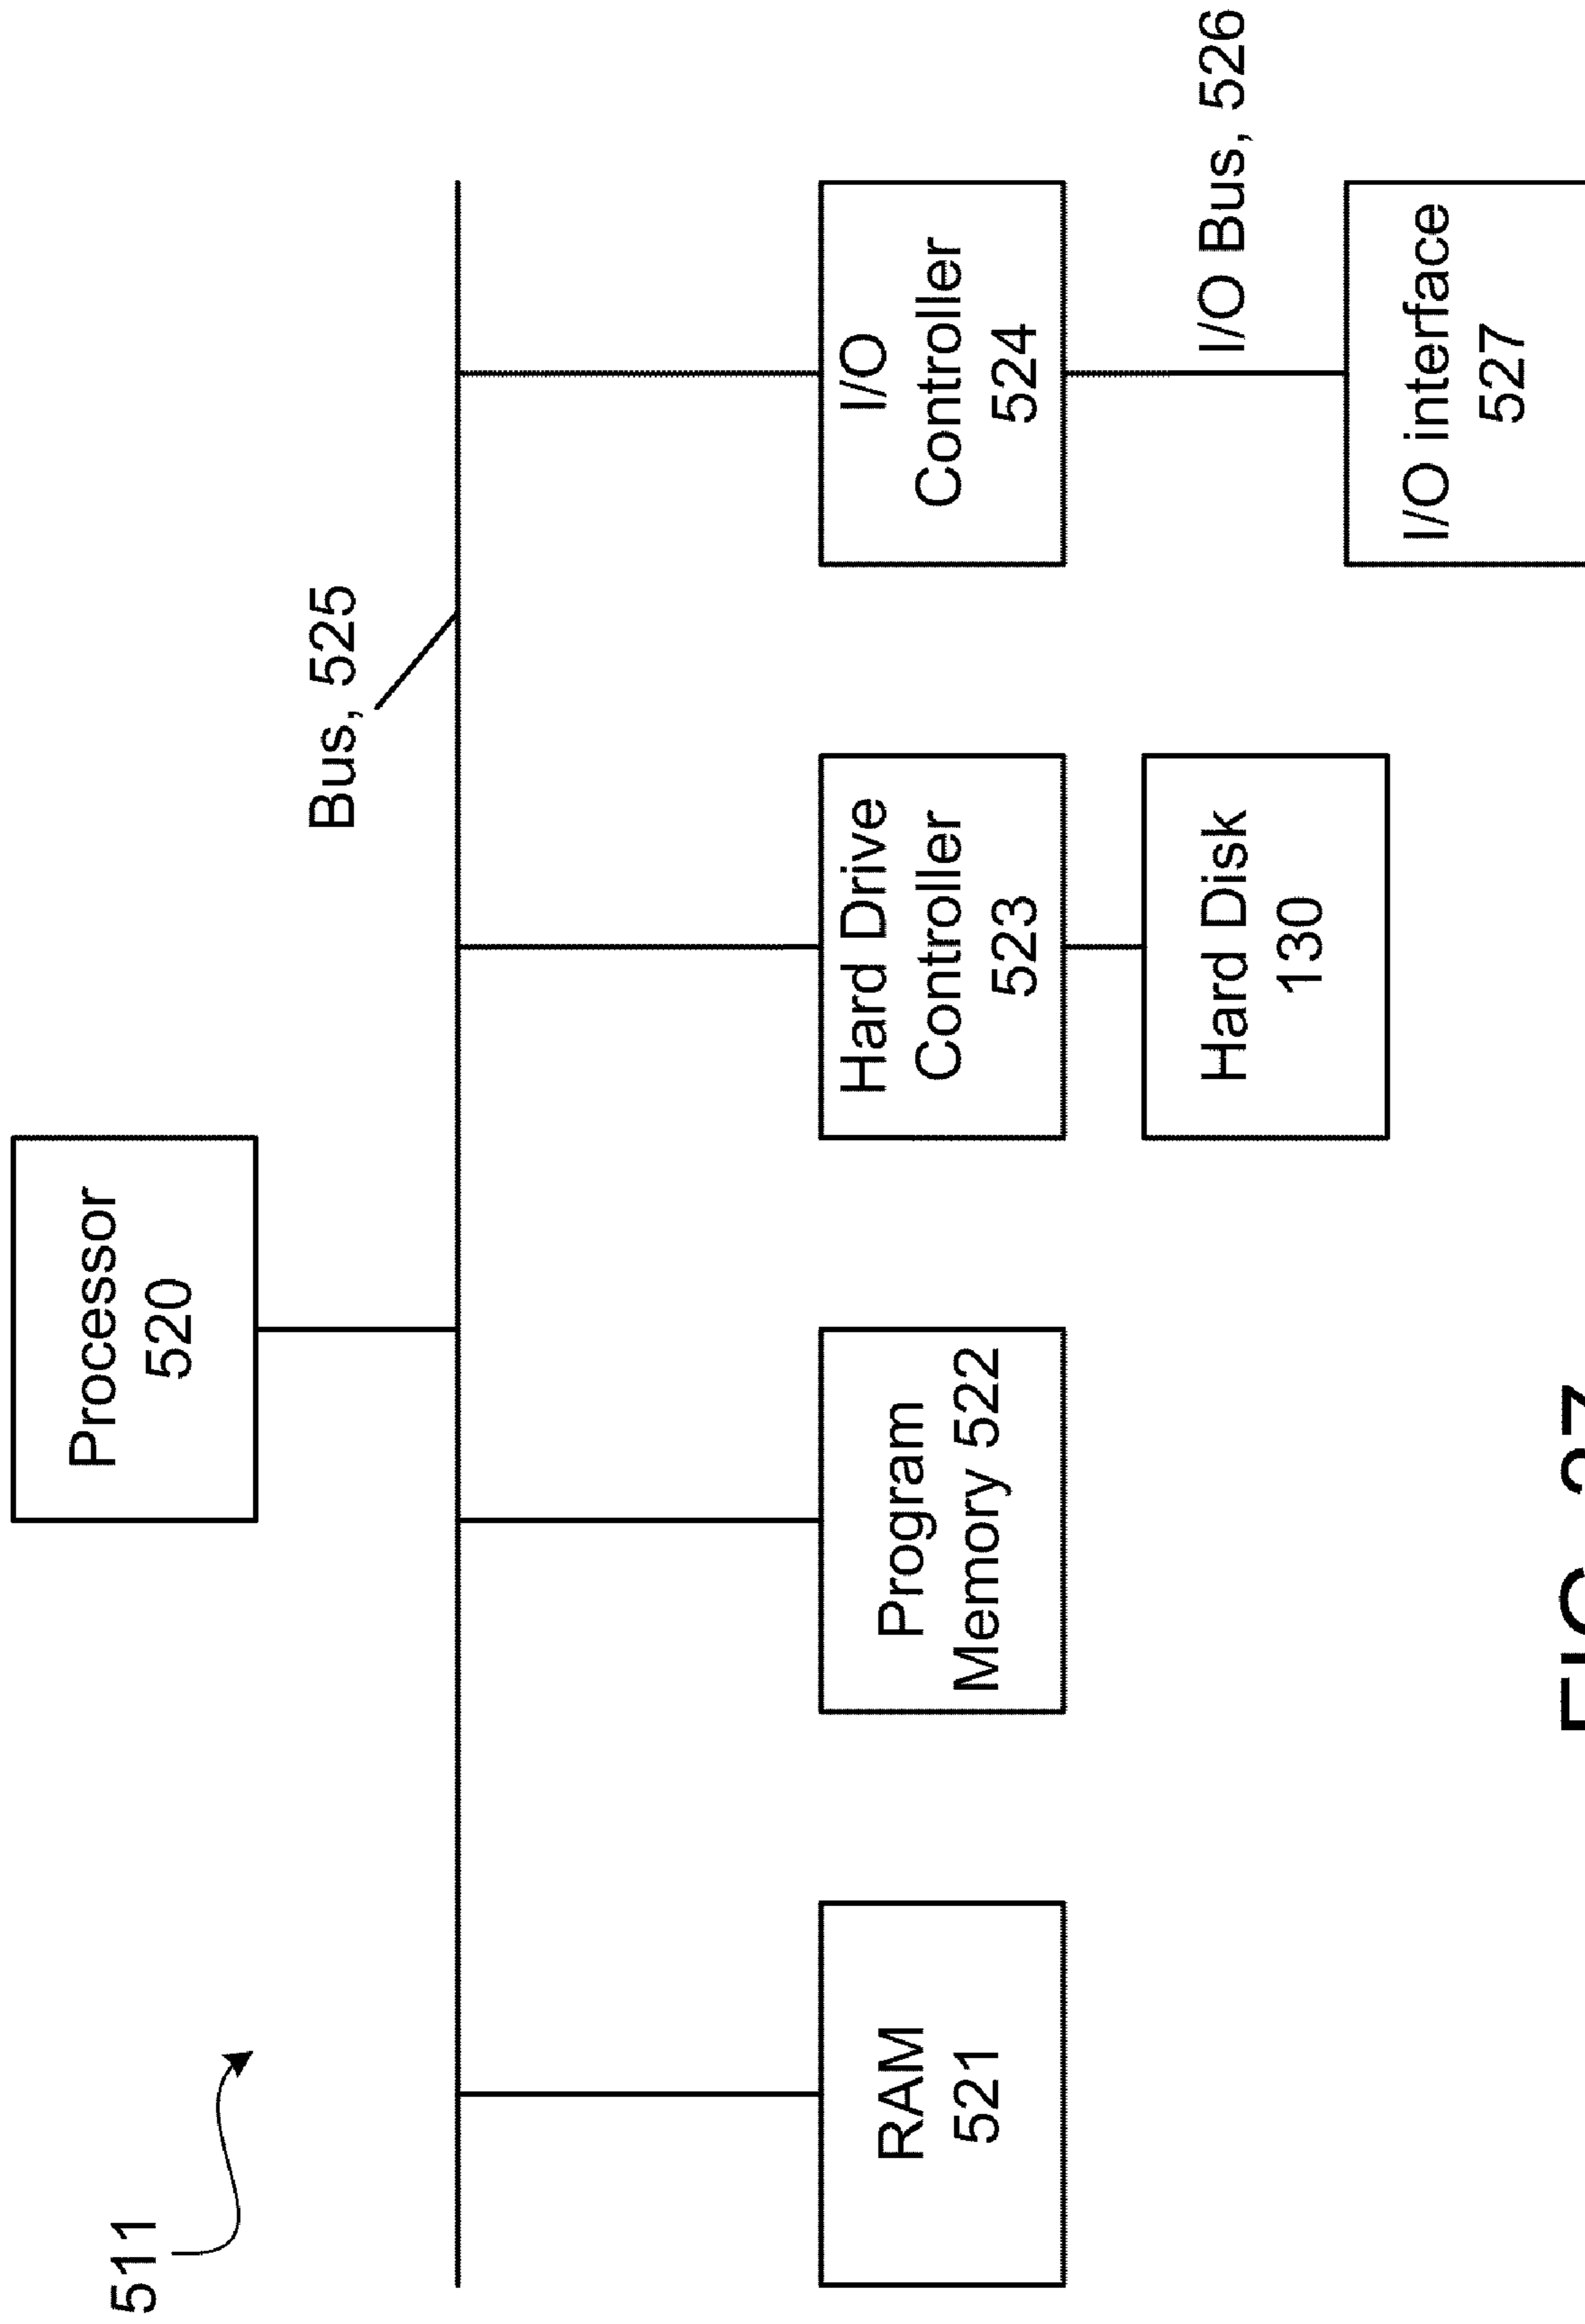 511
Processor
520
Bus, 525
RAM
521
Program
Memory 522
Hard Drive
Controller
523
I/O
Controller
524
Hard Disk
130
I/O Bus, 526
I/O interface
527